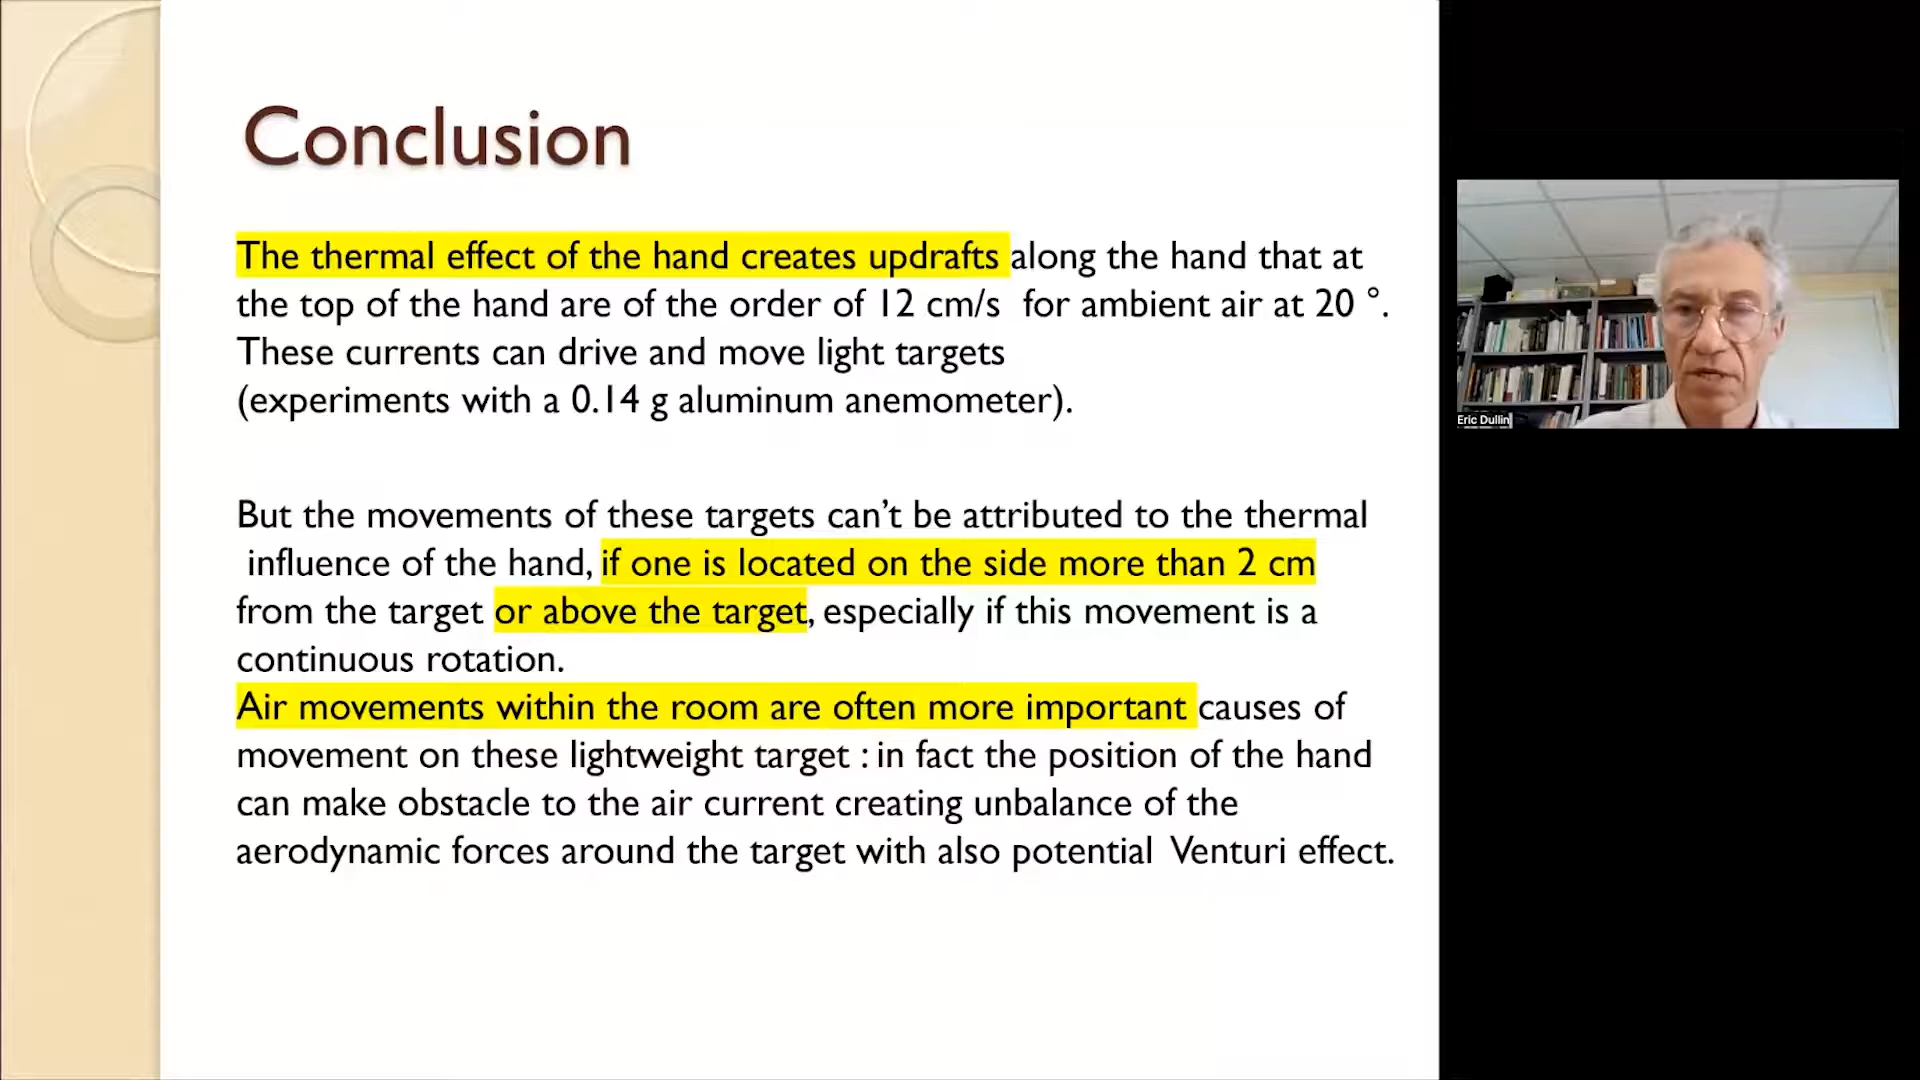 Conclusion
The thermal effect of the hand creates updrafts along the hand that at
the top of the hand are of the order of 12 cm/s for ambient air at 20 °.
These currents can drive and move light targets
(experiments with a 0.14 g aluminum anemometer).
But the movements of these targets can’t be attributed to the thermal
influence of the hand, if one is located on the side more than 2 cm
from the target or above the target, especially if this movement is a
continuous rotation.
Air movements within the room are often more important causes of
movement on these lightweight target : in fact the position of the hand
can make obstacle to the air current creating unbalance of the
aerodynamic forces around the target with also potential Venturi effect.
Eric Dullin